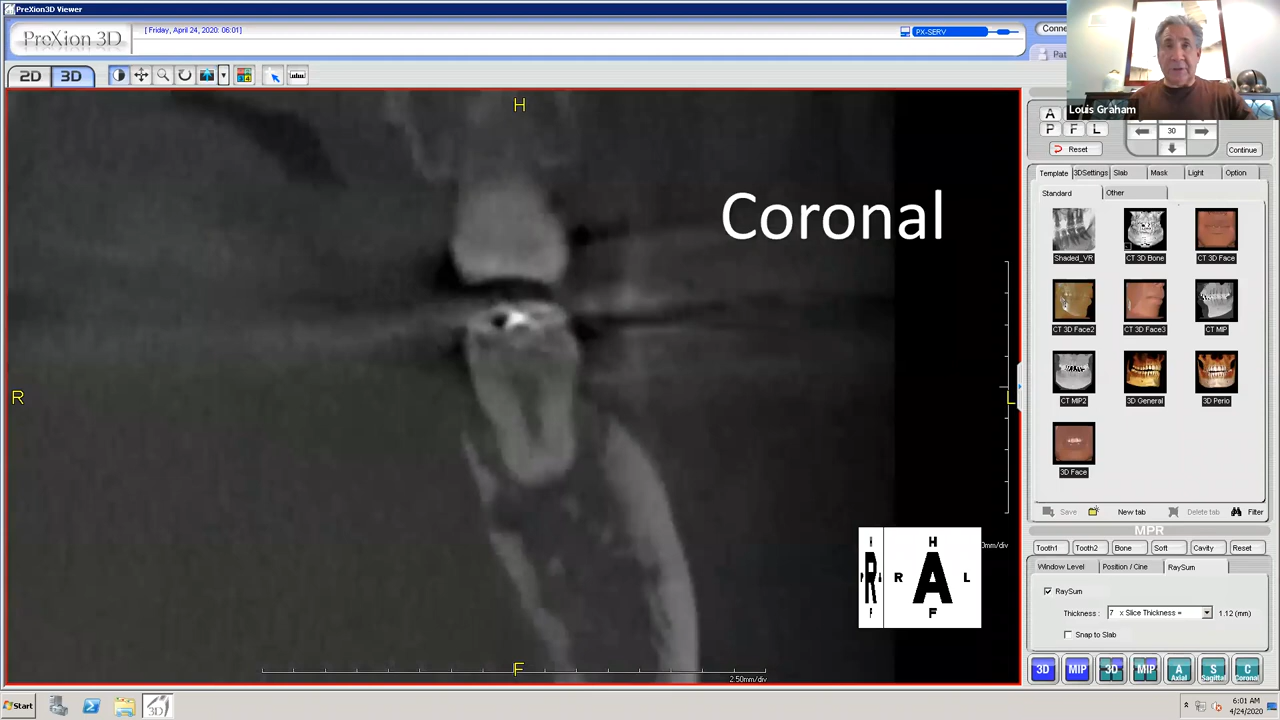 PreXion3D Viewer
PreXion 3D
[ Friday, April 24, 2020: 06:01]
PX-SERV
Conne
Pat
Louis Graham
2D
3D
A
P F L
30
Reset
Continue
Template 3DSettings Slab Mask Light Option
Standard Other
Shaded_VR CT 3D Bone CT 3D Face
CT 3D Face2 CT 3D Face3 CT MIP
CT MIP2 3D General 3D Perio
3D Face
Save New tab Delete tab Filter
MPR
Tooth1 Tooth2 Bone Soft Cavity Reset
Window Level Position / Cine RaySum
RaySum
Thickness : 7 x Slice Thickness = 1.12 (mm)
Snap to Slab
3D MIP 3D MIP A Axial S Sagittal C Coronal
H
Coronal
R
L
F
0mm/div
2.50mm/div
H
R R A L
F
Start
3D
6:01 AM
4/24/2020